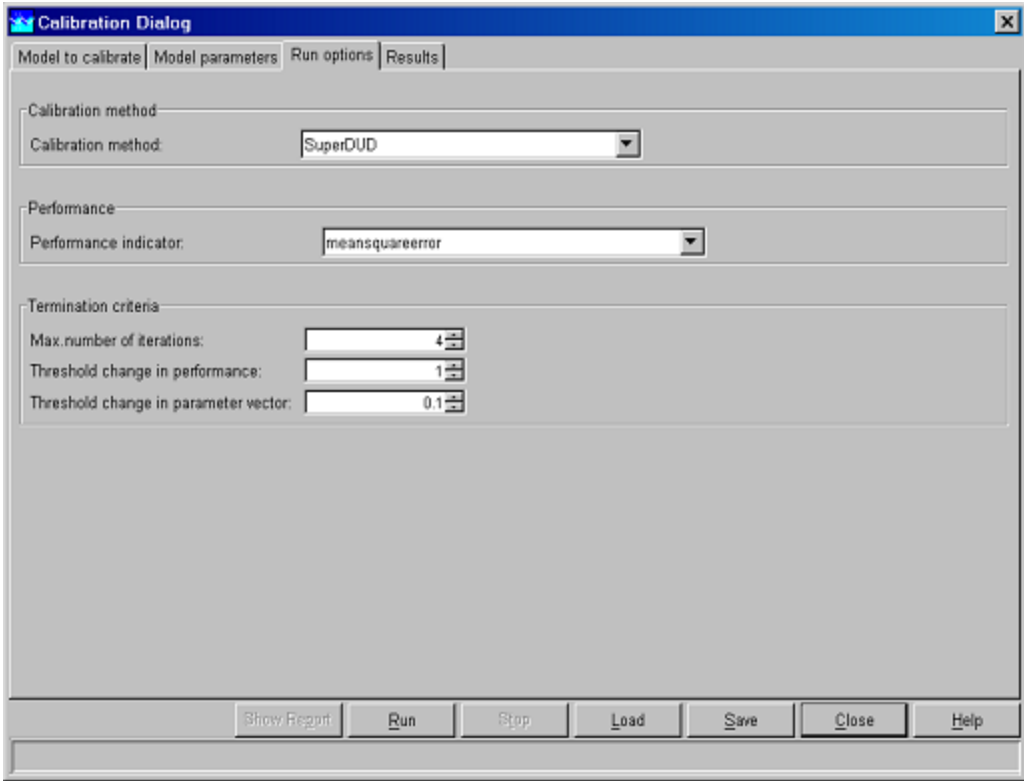 Calibration Dialog
Model to calibrate Model parameters Run options Results
Calibration method
Calibration method: SuperDUD
Performance
Performance indicator: meansquareerror
Termination criteria
Max.number of iterations: 4
Threshold change in performance: 1
Threshold change in parameter vector: 0.1
Show Report Run Stop Load Save Close Help